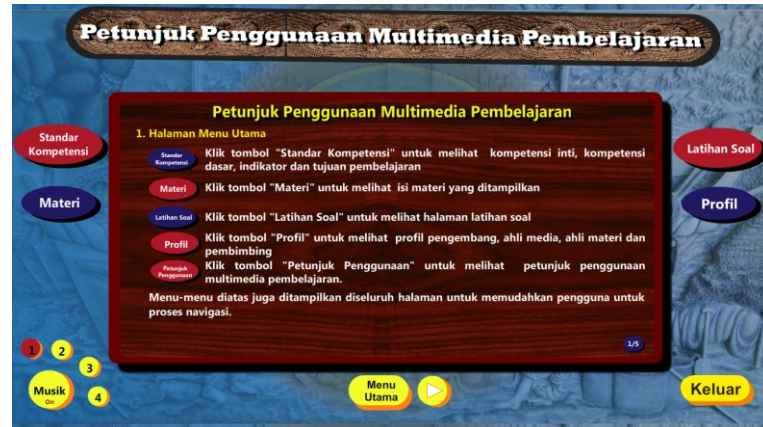 Petunjuk Penggunaan Multimedia Pembelajaran
Petunjuk Penggunaan Multimedia Pembelajaran
1. Halaman Menu Utama
Standar
Kompetensi
Standar
Kompetensi
Klik tombol "Standar Kompetensi" untuk melihat kompetensi inti, kompetensi
dasar, indikator dan tujuan pembelajaran
Latihan Soal
Materi
Klik tombol "Materi" untuk melihat isi materi yang ditampilkan
Materi
Profil
Latihan Soal
Klik tombol "Latihan Soal" untuk melihat halaman latihan soal
Profil
Klik tombol "Profil" untuk melihat profil pengembang, ahli media, ahli materi dan
pembimbing
Petunjuk
Penggunaan
Klik tombol "Petunjuk Penggunaan" untuk melihat petunjuk penggunaan
multimedia pembelajaran.
Menu-menu diatas juga ditampilkan diseluruh halaman untuk memudahkan pengguna untuk
proses navigasi.
1/5
1
2
3
4
Musik
On
Menu
Utama
Keluar